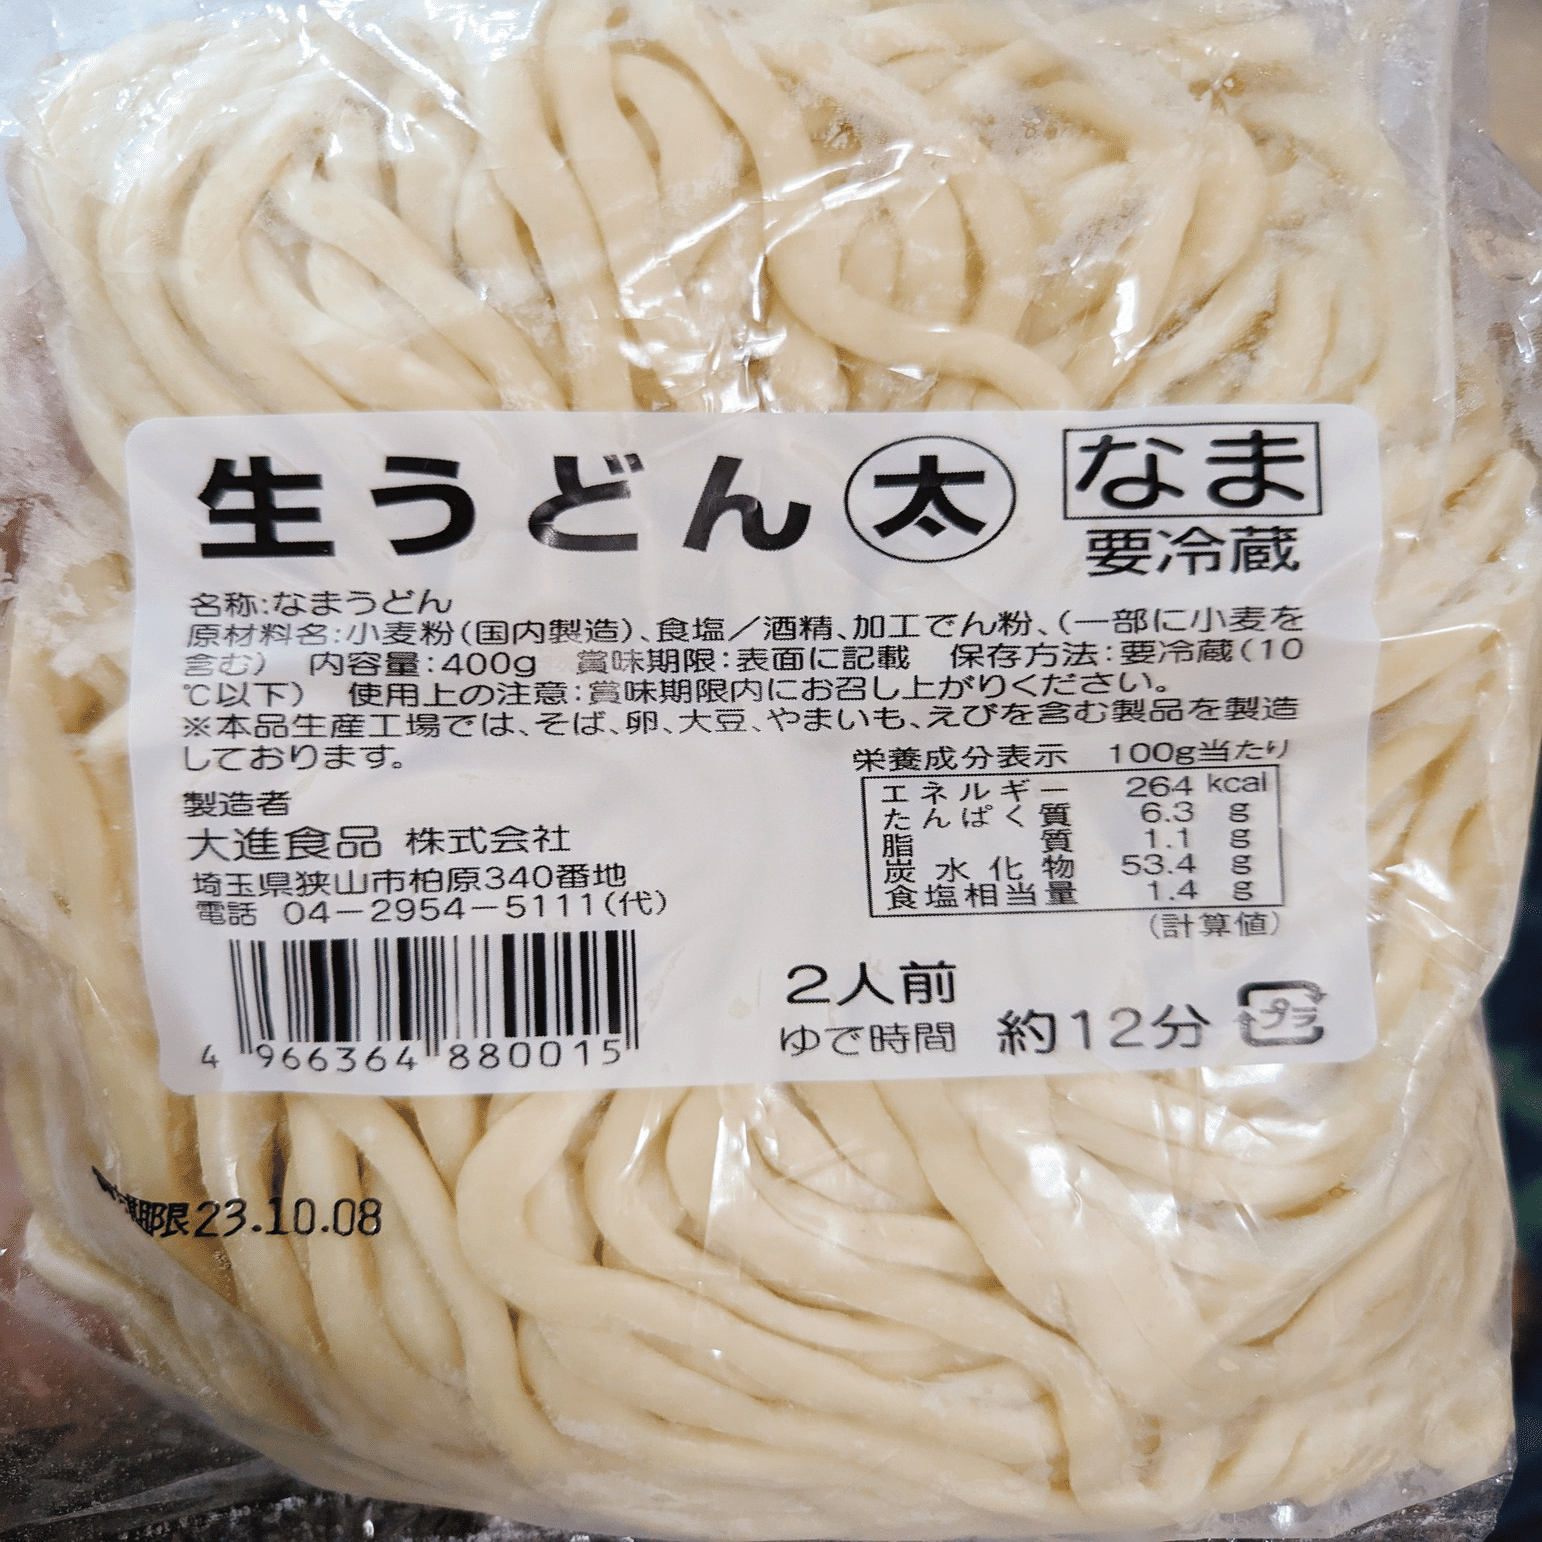 生うどん 太 なま
要冷蔵
名称:なまうどん
原材料名:小麦粉(国内製造)、食塩／酒精、加工でん粉、(一部に小麦を
含む) 内容量:400g 賞味期限:表面に記載 保存方法:要冷蔵(10
℃以下) 使用上の注意:賞味期限内にお召し上がりください。
※本品生産工場では、そば、卵、大豆、やまいも、えびを含む製品を製造
しております。
製造者
大進食品 株式会社
埼玉県狭山市柏原340番地
電話 04－2954－5111(代)
栄養成分表示 100g当たり
エネルギー 264 kcal
たんぱく質 6.3 g
脂質 1.1 g
炭水化物 53.4 g
食塩相当量 1.4 g
(計算値)
4 966364 880015
2人前
ゆで時間 約12分
プラ
期限23.10.08